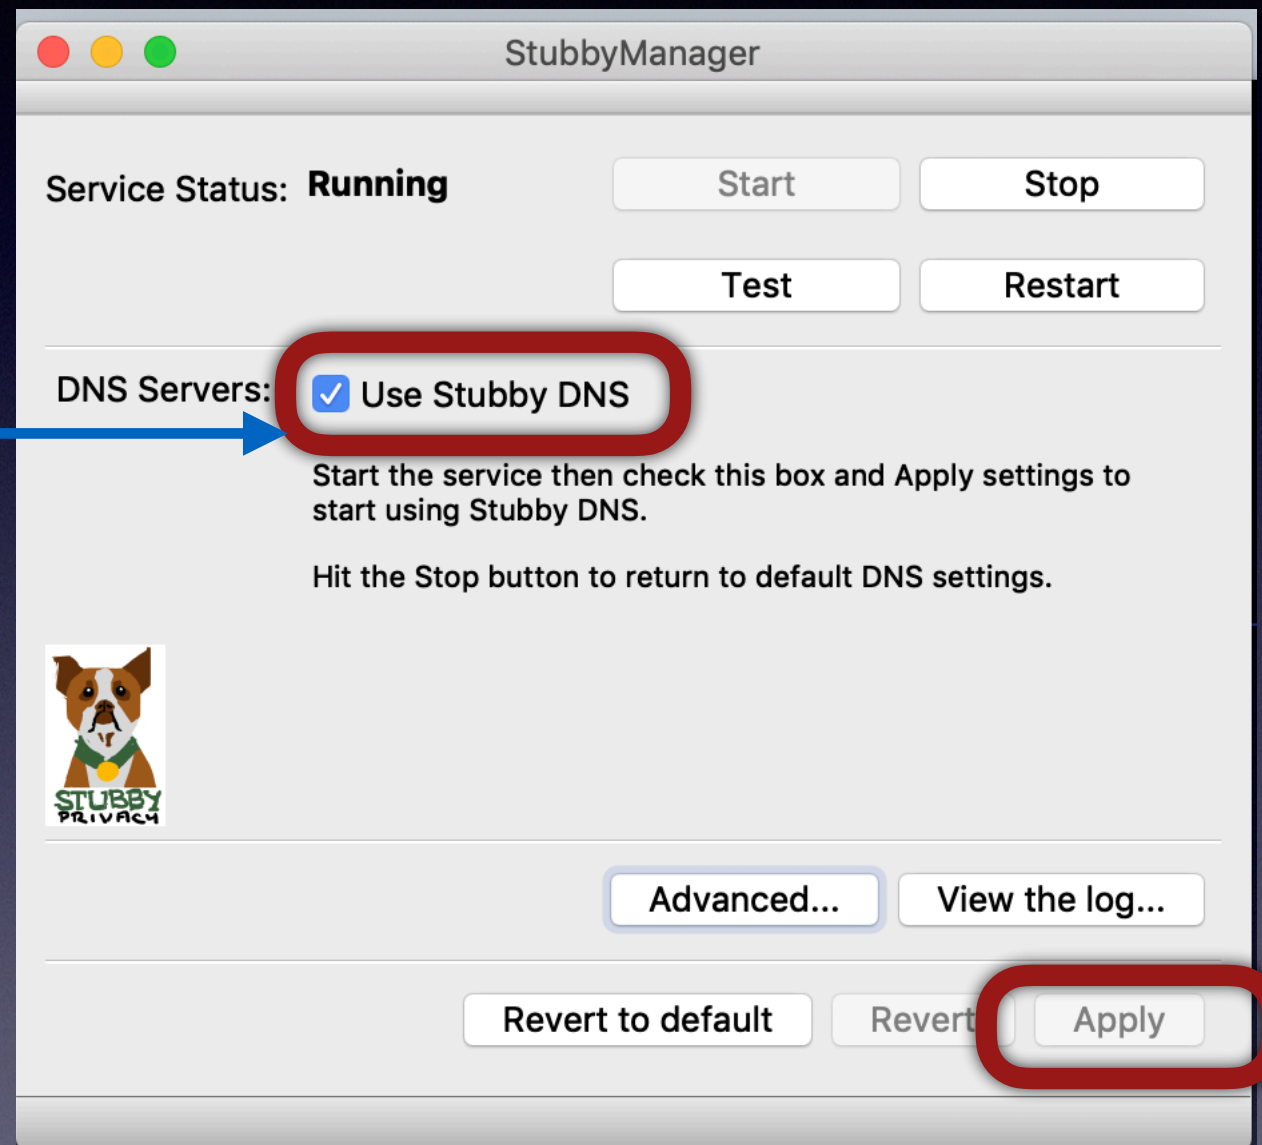 StubbyManager
Service Status: Running Start Stop
Test Restart
DNS Servers: Use Stubby DNS
Start the service then check this box and Apply settings to
start using Stubby DNS.
Hit the Stop button to return to default DNS settings.
STUBBY
PRIVACY
Advanced... View the log...
Revert to default Revert Apply